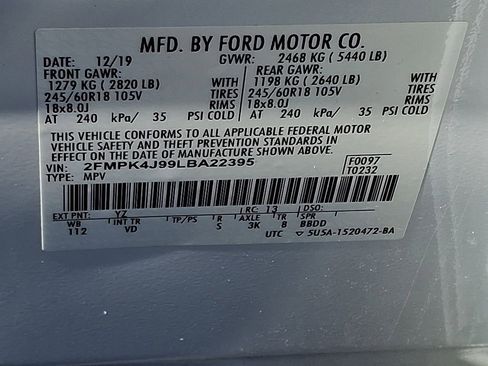 MFD. BY FORD MOTOR CO.
DATE: 12/19 GVWR: 2468 KG ( 5440 LB)
FRONT GAWR: REAR GAWR:
1279 KG ( 2820 LB) WITH 1198 KG ( 2640 LB) WITH
245/60R18 105V TIRES 245/60R18 105V TIRES
18x8.0J RIMS 18x8.0J RIMS
AT 240 kPa/ 35 PSI COLD AT 240 kPa/ 35 PSI COLD
THIS VEHICLE CONFORMS TO ALL APPLICABLE FEDERAL MOTOR
VEHICLE SAFETY AND THEFT PREVENTION STANDARDS IN
EFFECT ON THE DATE OF MANUFACTURE SHOWN ABOVE.
VIN: 2FMPK4J99LBA22395 F0097
TYPE: MPV T0232
EXT PNT: YZ RC: 13 DSO:
WB INT TR TP/PS R AXLE TR SPR
112 VD S 3K 8 BBDD
UTC ▽ 5U5A-1520472-BA